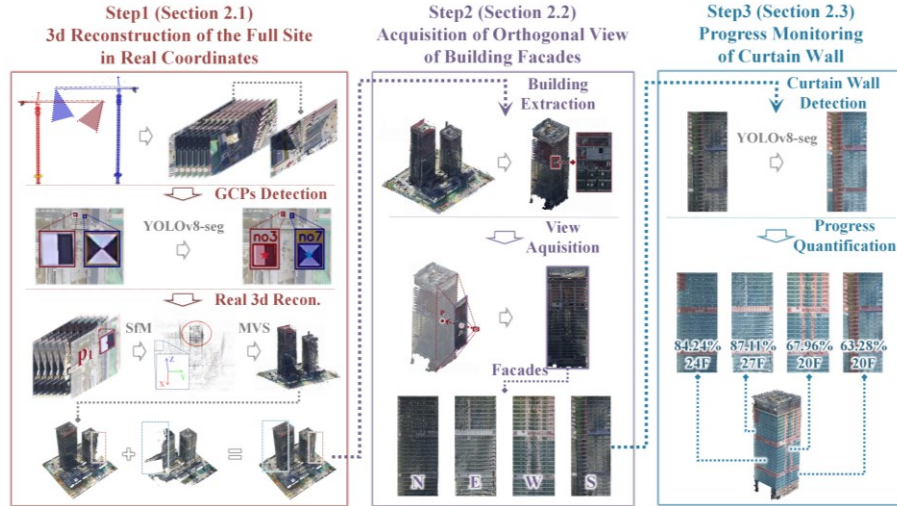 Step1 (Section 2.1)
3d Reconstruction of the Full Site
in Real Coordinates
GCPs Detection
YOLOv8-seg
no3
no7
Real 3d Recon.
SfM
MVS
P1
Z
X
Step2 (Section 2.2)
Acquisition of Orthogonal View
of Building Facades
Building
Extraction
View
Aquisition
Facades
N
E
W
S
Step3 (Section 2.3)
Progress Monitoring
of Curtain Wall
Curtain Wall
Detection
YOLOv8-seg
Progress
Quantification
84.24%
24F
87.11%
27F
67.96%
20F
63.28%
20F